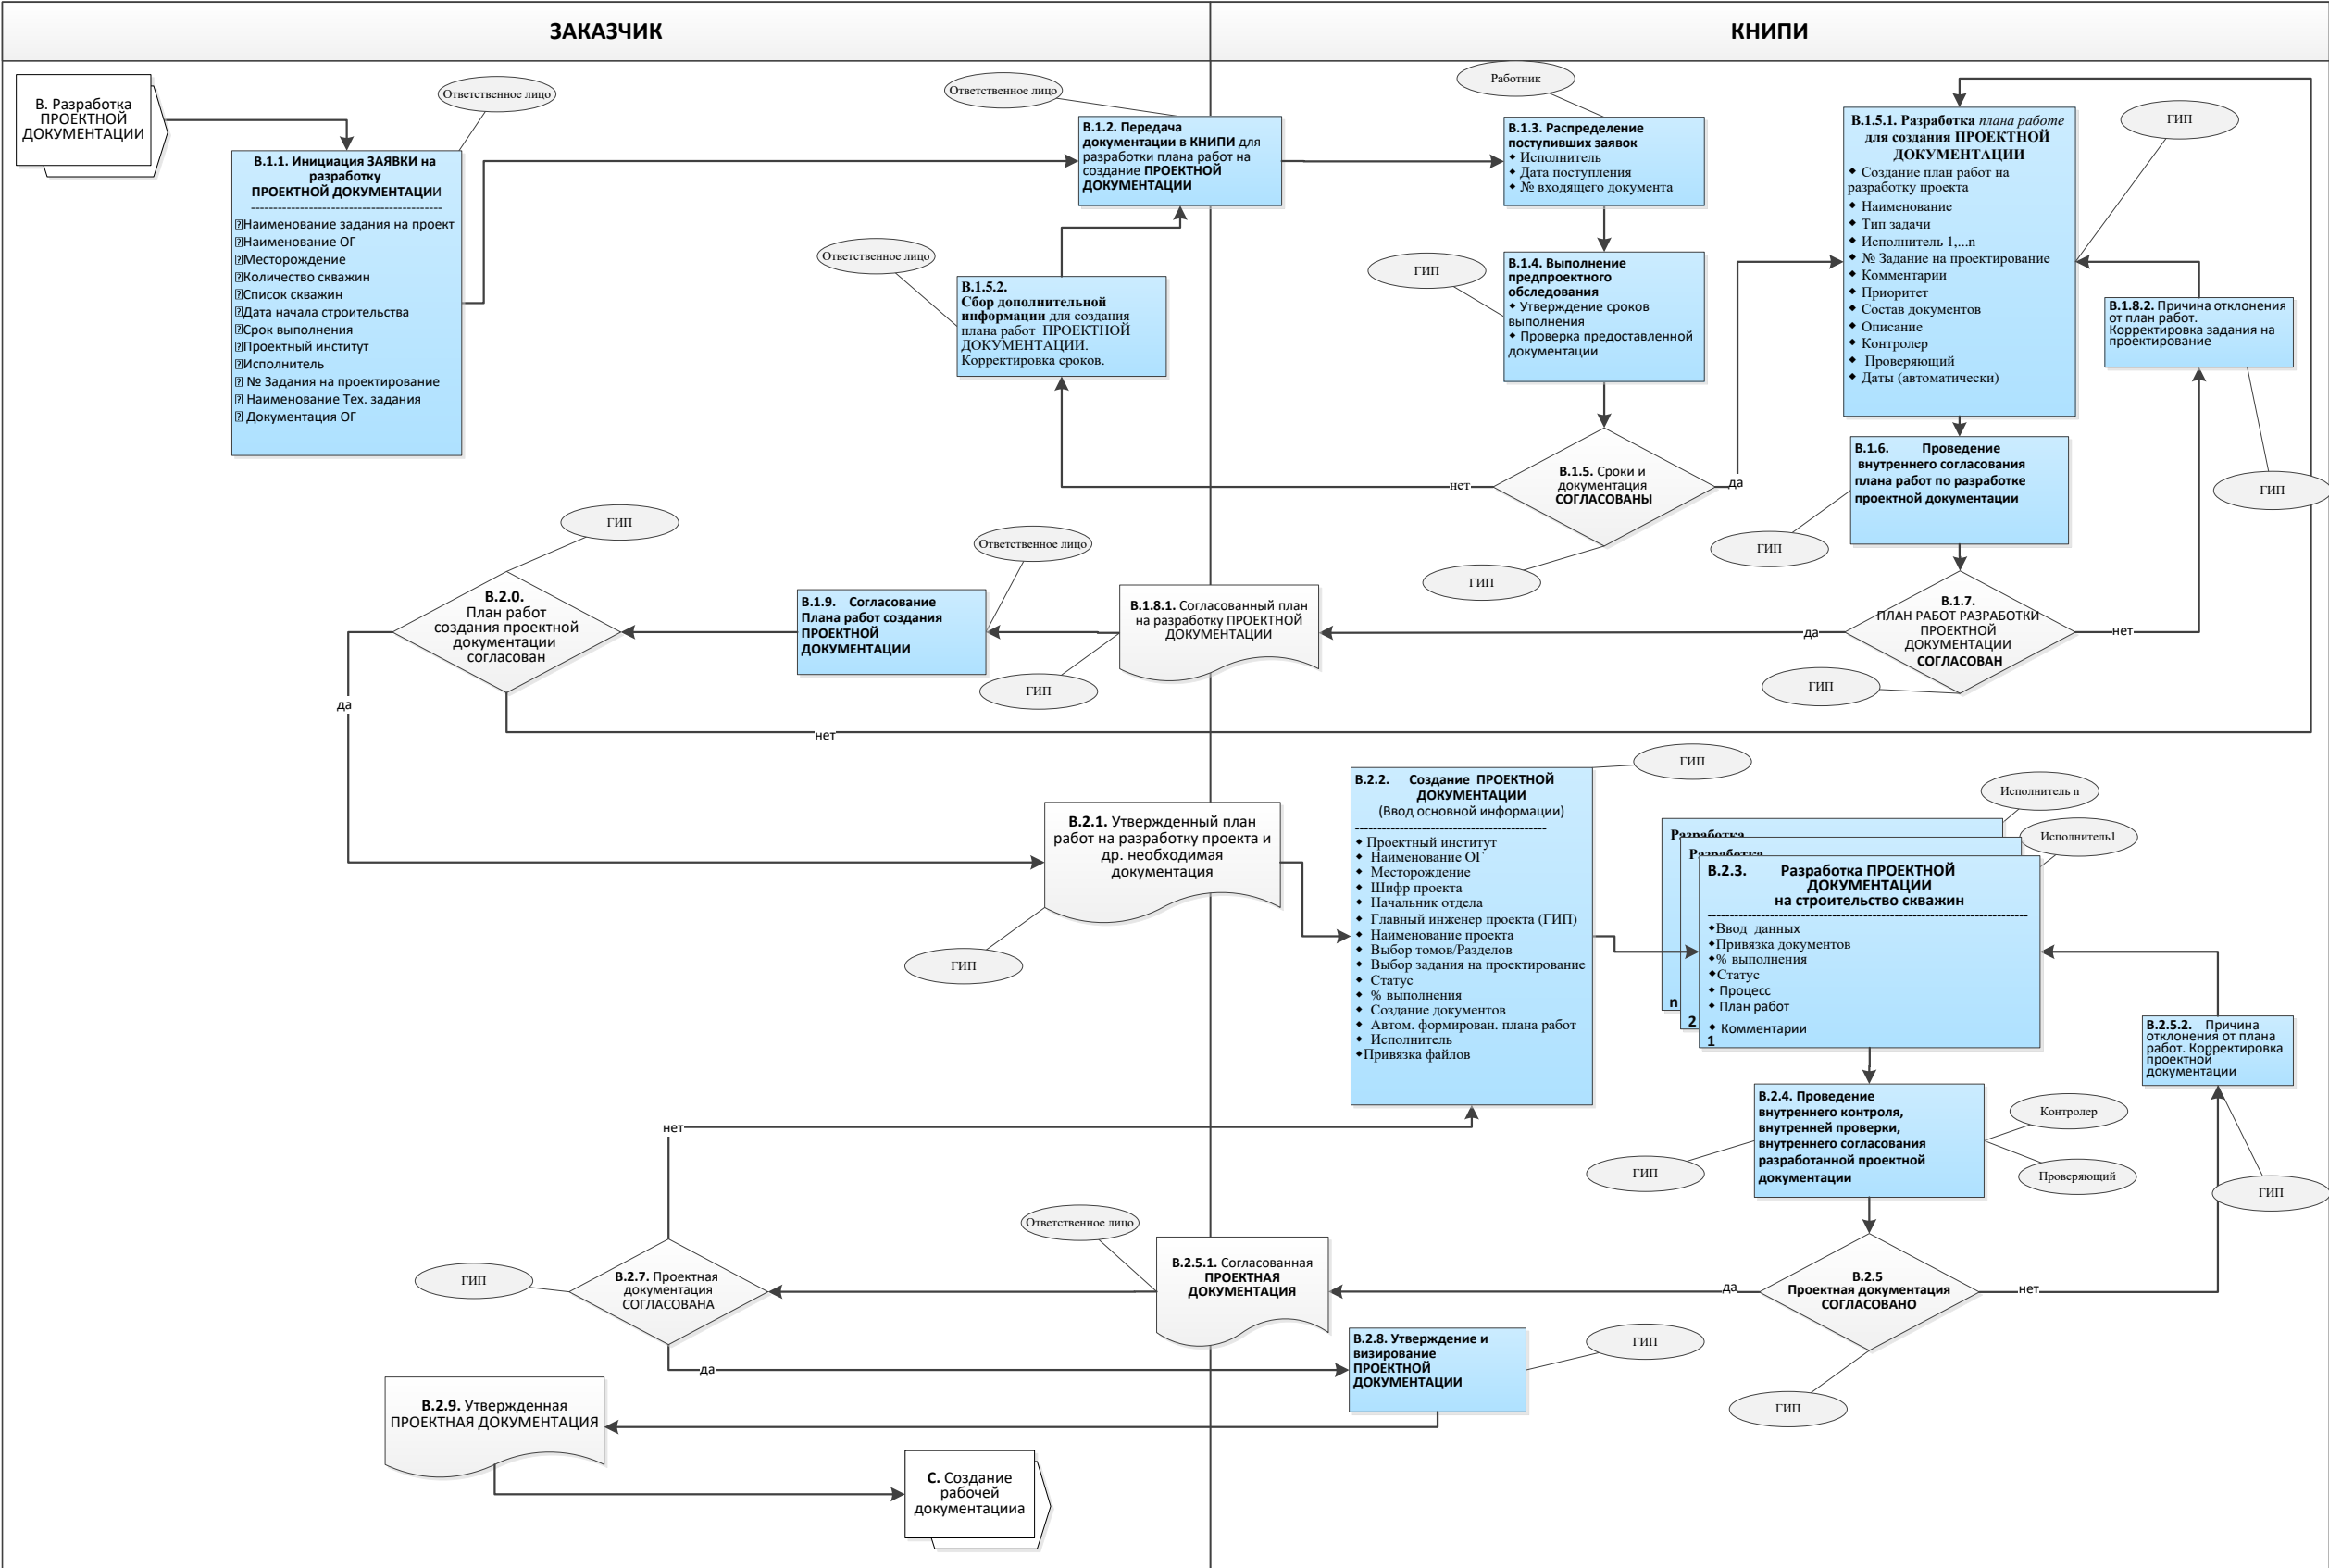 ЗАКАЗЧИК
КНИПИ
В. Разработка
ПРОЕКТНОЙ
ДОКУМЕНТАЦИИ
Ответственное лицо
В.1.1. Инициация ЗАЯВКИ на
разработку
ПРОЕКТНОЙ ДОКУМЕНТАЦИИ
------------------------------------------
Наименование задания на проект
Наименование ОГ
Месторождение
Количество скважин
Список скважин
Дата начала строительства
Срок выполнения
Проектный институт
Исполнитель
№ Задания на проектирование
Наименование Тех. задания
Документация ОГ
Ответственное лицо
В.1.2. Передача
документации в КНИПИ для
разработки плана работ на
создание ПРОЕКТНОЙ
ДОКУМЕНТАЦИИ
Ответственное лицо
В.1.5.2.
Сбор дополнительной
информации для создания
плана работ ПРОЕКТНОЙ
ДОКУМЕНТАЦИИ.
Корректировка сроков.
Работник
В.1.3. Распределение
поступивших заявок
◆ Исполнитель
◆ Дата поступления
◆ № входящего документа
ГИП
В.1.4. Выполнение
предпроектного
обследования
◆ Утверждение сроков
выполнения
◆ Проверка предоставленной
документации
В.1.5. Сроки и
документация
СОГЛАСОВАНЫ
нет
да
ГИП
В.1.5.1. Разработка плана работе
для создания ПРОЕКТНОЙ
ДОКУМЕНТАЦИИ
◆ Создание план работ на
разработку проекта
◆ Наименование
◆ Тип задачи
◆ Исполнитель 1,...n
◆ № Задание на проектирование
◆ Комментарии
◆ Приоритет
◆ Состав документов
◆ Описание
◆ Контролер
◆ Проверяющий
◆ Даты (автоматически)
ГИП
В.1.8.2. Причина отклонения
от план работ.
Корректировка задания на
проектирование
ГИП
В.1.6. Проведение
внутреннего согласования
плана работ по разработке
проектной документации
ГИП
В.1.7.
ПЛАН РАБОТ РАЗРАБОТКИ
ПРОЕКТНОЙ
ДОКУМЕНТАЦИИ
СОГЛАСОВАН
да
нет
ГИП
В.1.8.1. Согласованный план
на разработку ПРОЕКТНОЙ
ДОКУМЕНТАЦИИ
ГИП
Ответственное лицо
В.1.9. Согласование
Плана работ создания
ПРОЕКТНОЙ
ДОКУМЕНТАЦИИ
ГИП
В.2.0.
План работ
создания проектной
документации
согласован
да
нет
В.2.1. Утвержденный план
работ на разработку проекта и
др. необходимая
документация
ГИП
В.2.2. Создание ПРОЕКТНОЙ
ДОКУМЕНТАЦИИ
(Ввод основной информации)
------------------------------------------
◆ Проектный институт
◆ Наименование ОГ
◆ Месторождение
◆ Шифр проекта
◆ Начальник отдела
◆ Главный инженер проекта (ГИП)
◆ Наименование проекта
◆ Выбор томов/Разделов
◆ Выбор задания на проектирование
◆ Статус
◆ % выполнения
◆ Создание документов
◆ Автом. формирован. плана работ
◆ Исполнитель
◆Привязка файлов
ГИП
Исполнитель n
Исполнитель1
Разработка
Разработка
В.2.3. Разработка ПРОЕКТНОЙ
ДОКУМЕНТАЦИИ
на строительство скважин
------------------------------------------
◆Ввод данных
◆Привязка документов
◆% выполнения
◆Статус
◆ Процесс
◆ План работ
◆ Комментарии
n
2
1
В.2.5.2. Причина
отклонения от плана
работ. Корректировка
проектной
документации
ГИП
В.2.4. Проведение
внутреннего контроля,
внутренней проверки,
внутреннего согласования
разработанной проектной
документации
ГИП
Контролер
Проверяющий
В.2.5
Проектная документация
СОГЛАСОВАНО
да
нет
ГИП
В.2.5.1. Согласованная
ПРОЕКТНАЯ
ДОКУМЕНТАЦИЯ
Ответственное лицо
В.2.7. Проектная
документация
СОГЛАСОВАНА
ГИП
нет
да
В.2.8. Утверждение и
визирование
ПРОЕКТНОЙ
ДОКУМЕНТАЦИИ
ГИП
В.2.9. Утвержденная
ПРОЕКТНАЯ ДОКУМЕНТАЦИЯ
С. Создание
рабочей
документацииа